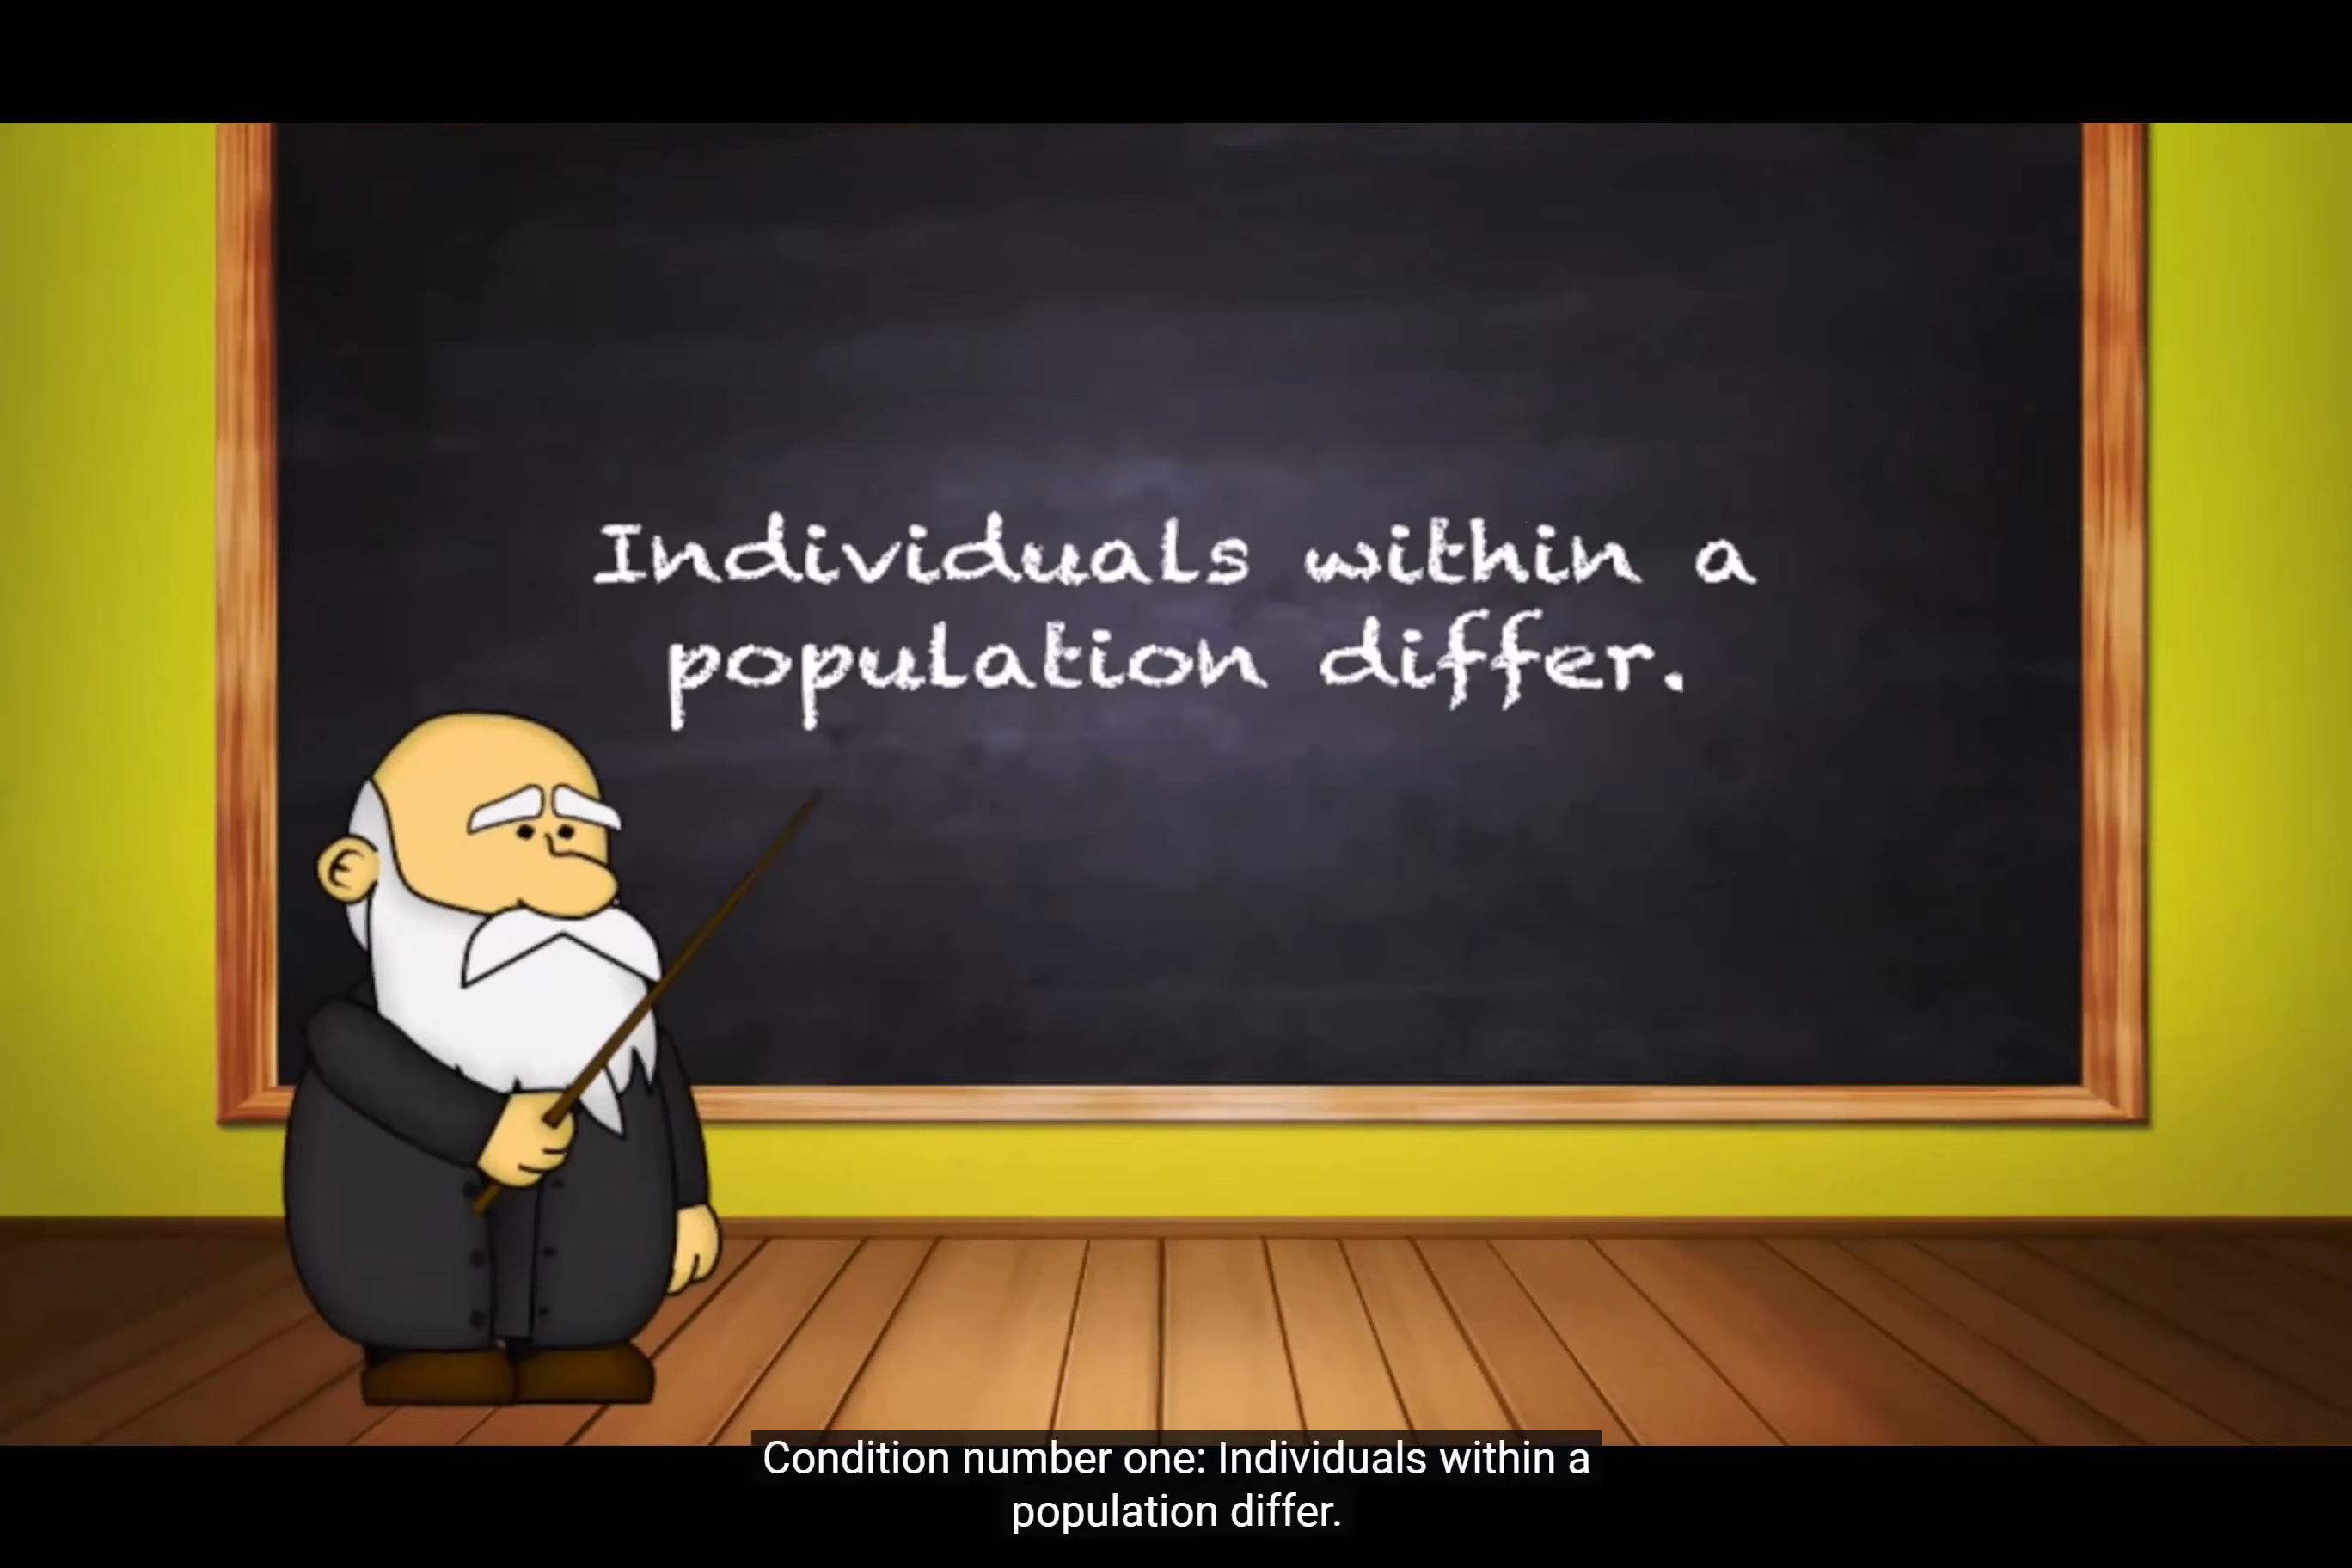 Individuals within a
population differ.
Condition number one: Individuals within a
population differ.